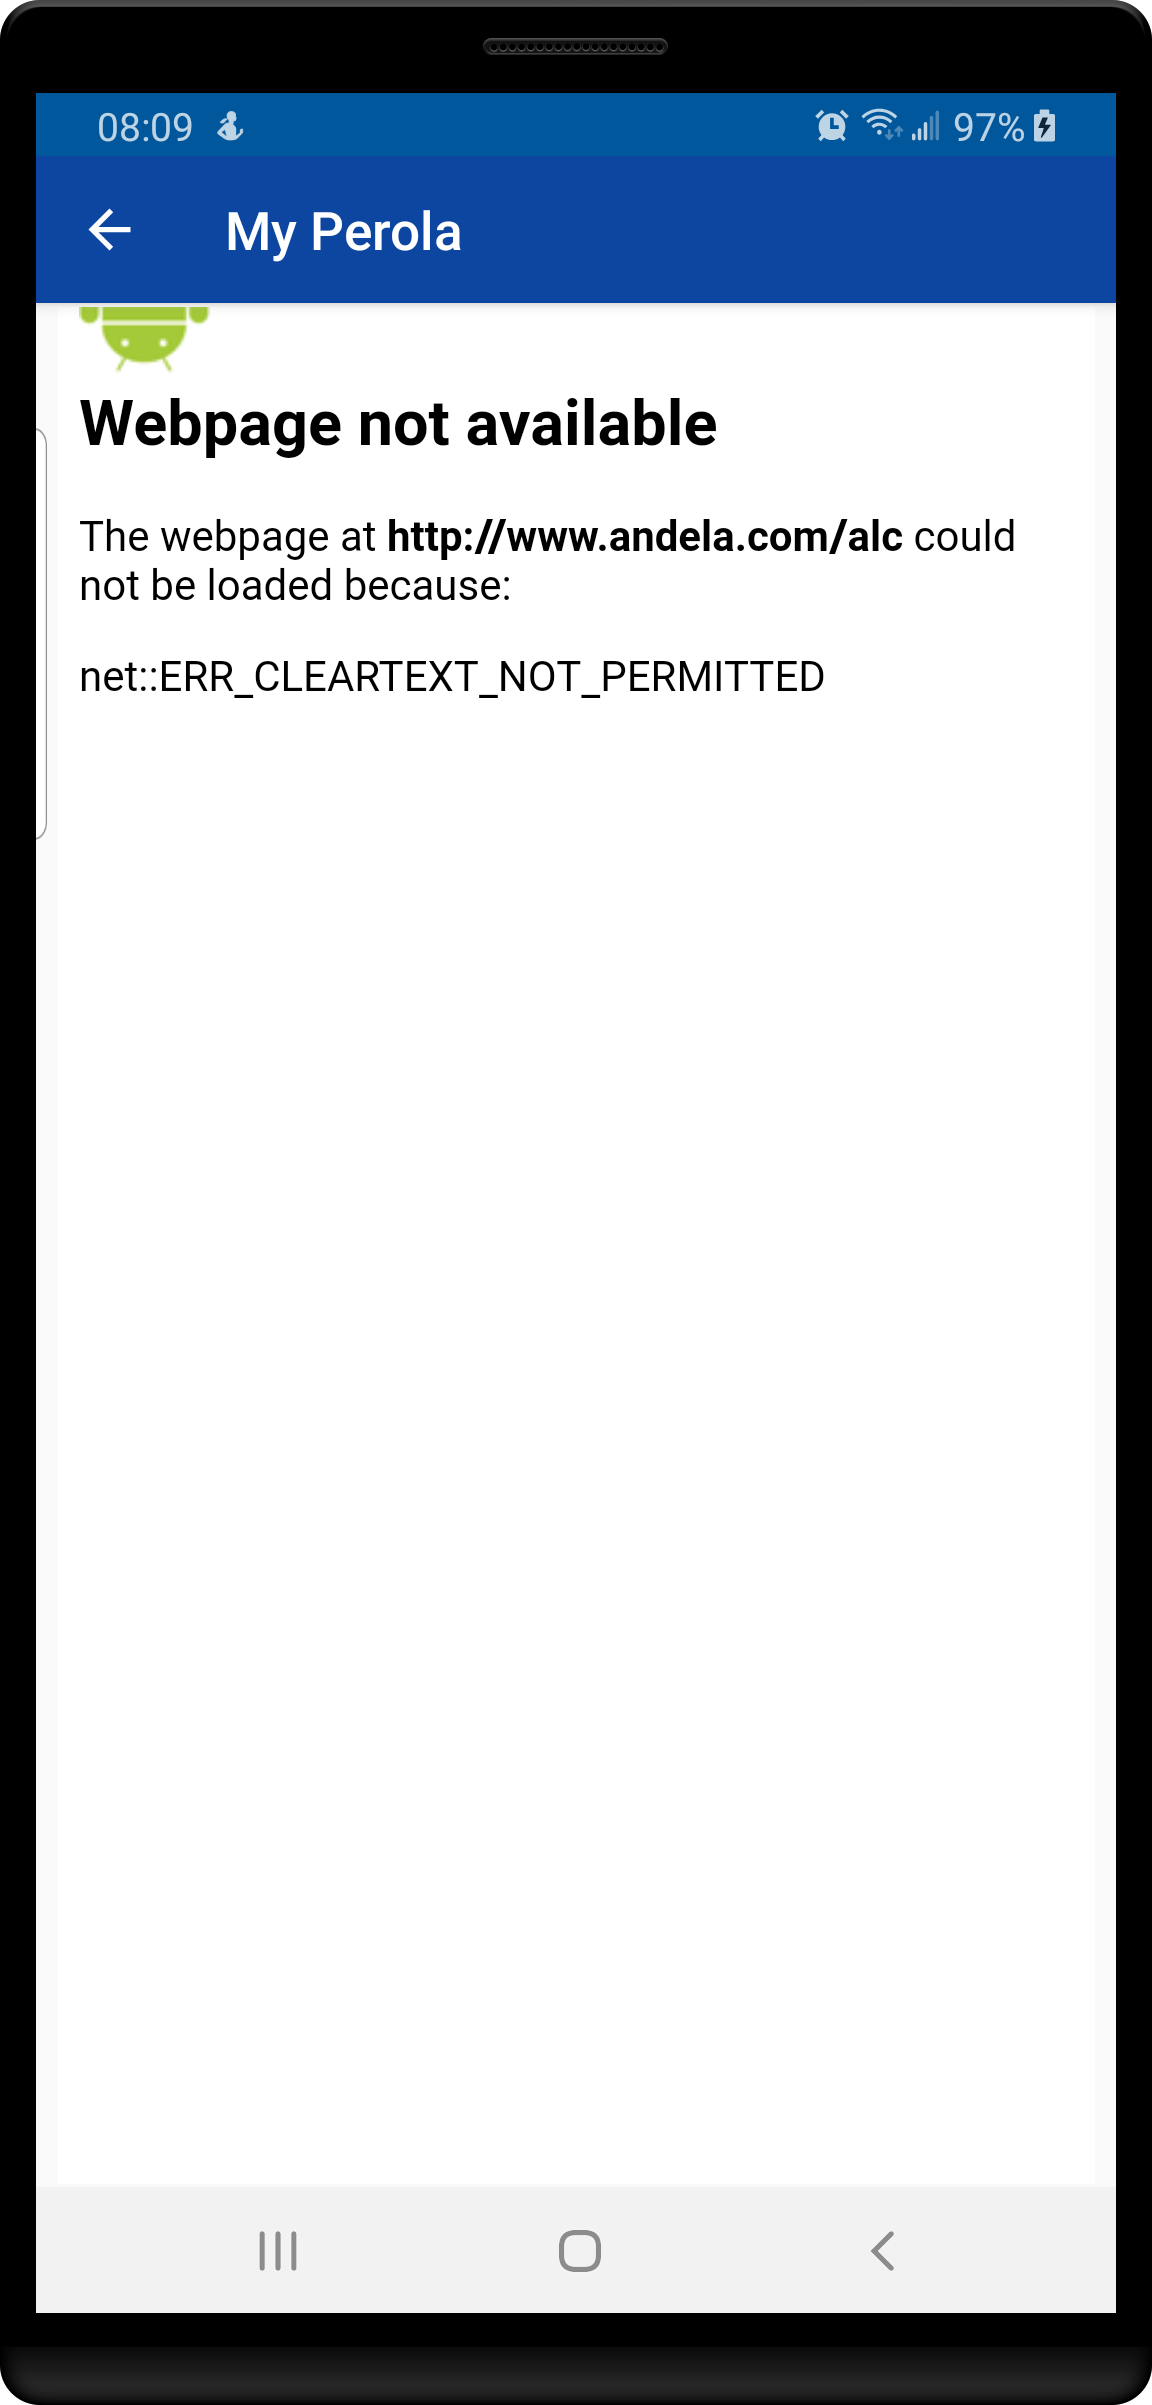 08:09
97%
My Perola
Webpage not available
The webpage at http://www.andela.com/alc could
not be loaded because:
net::ERR_CLEARTEXT_NOT_PERMITTED